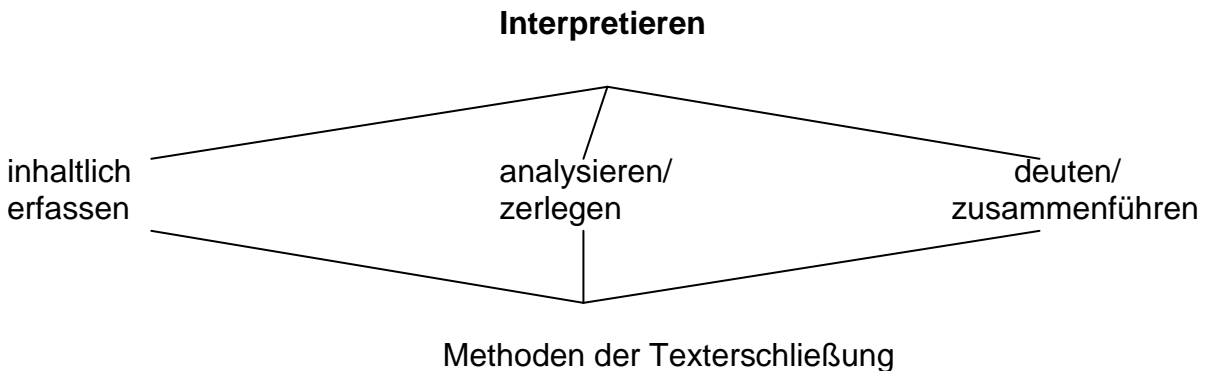 Interpretieren
inhaltlich
erfassen
analysieren/
zerlegen
deuten/
zusammenführen
Methoden der Texterschließung